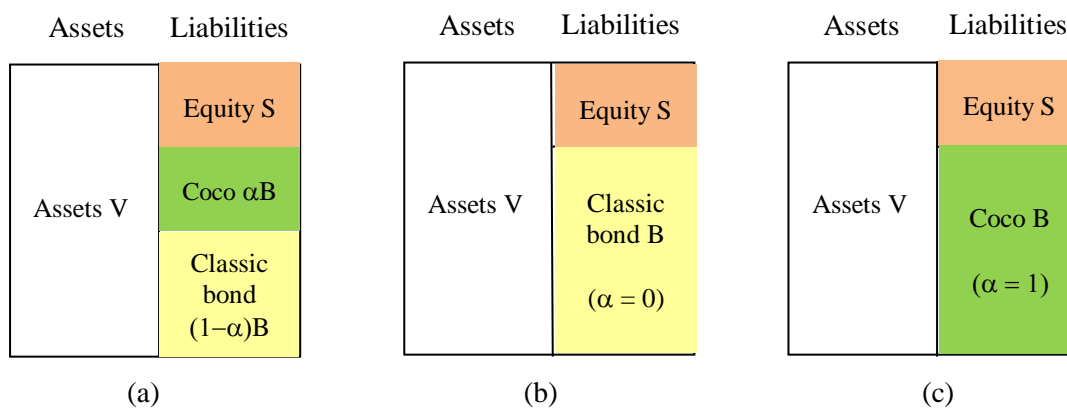 Assets Liabilities
Equity S
Coco αB
Assets V
Classic
bond
(1−α)B
(a)
Assets Liabilities
Equity S
Assets V
Classic
bond B
(α = 0)
(b)
Assets Liabilities
Equity S
Assets V
Coco B
(α = 1)
(c)